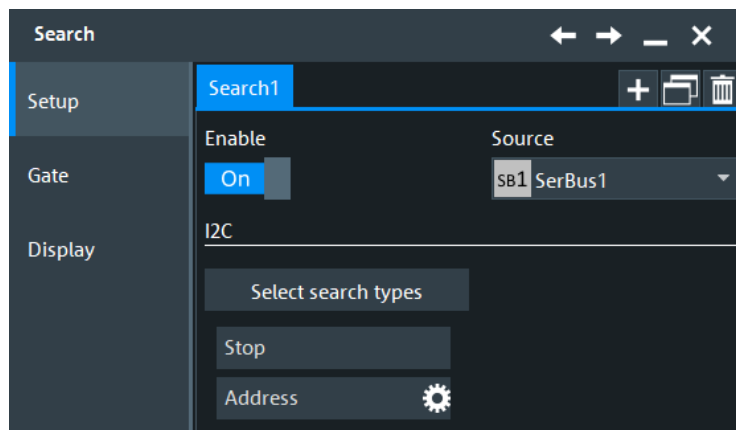 Search
Setup
Gate
Display
Search1
Enable
Source
On
SB1 SerBus1
I2C
Select search types
Stop
Address